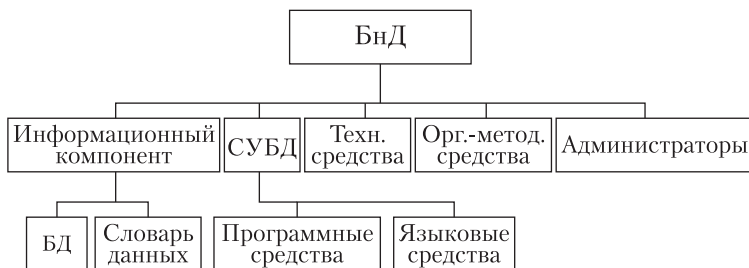 БнД
Информационный
компонент
СУБД
Техн.
средства
Орг.-метод.
средства
Администраторы
БД
Словарь
данных
Программные
средства
Языковые
средства